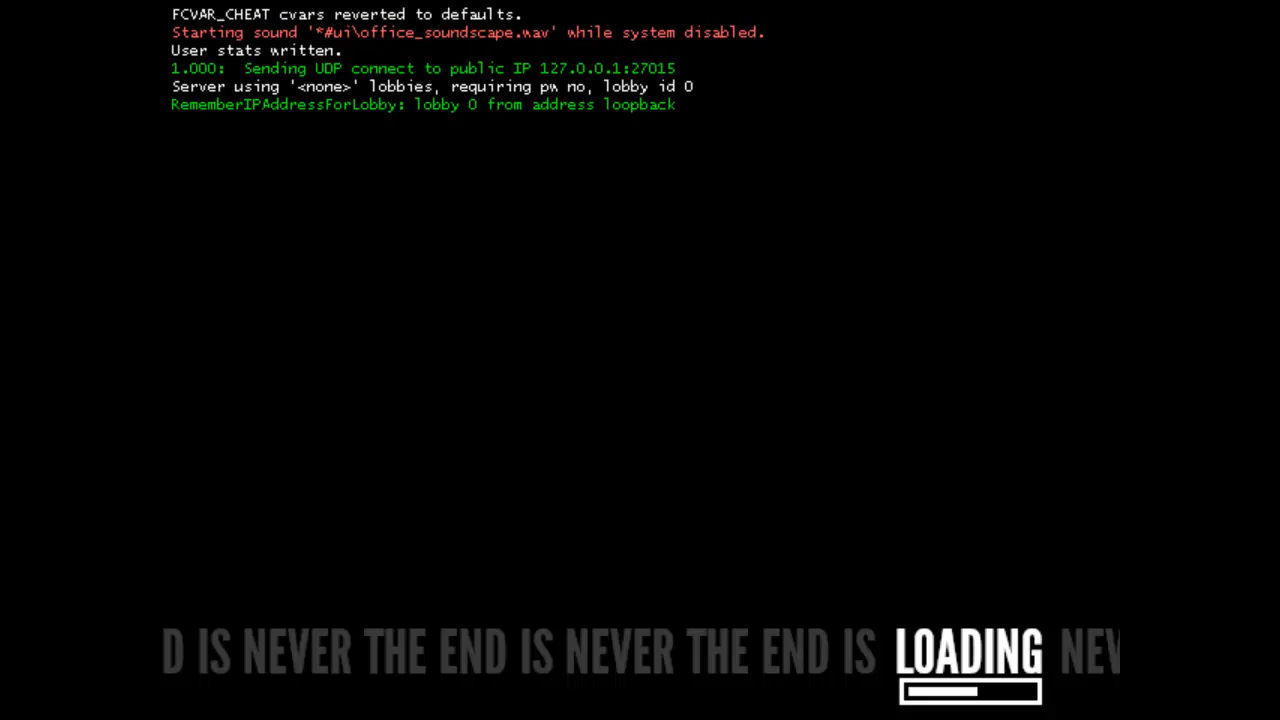 FCVAR_CHEAT cvars reverted to defaults.
Starting sound '*#ui\office_soundscape.wav' while system disabled.
User stats written.
1.000:  Sending UDP connect to public IP 127.0.0.1:27015
Server using '<none>' lobbies, requiring pw no, lobby id 0
RememberIPAddressForLobby: lobby 0 from address loopback
D IS NEVER THE END IS NEVER THE END IS LOADING NEV